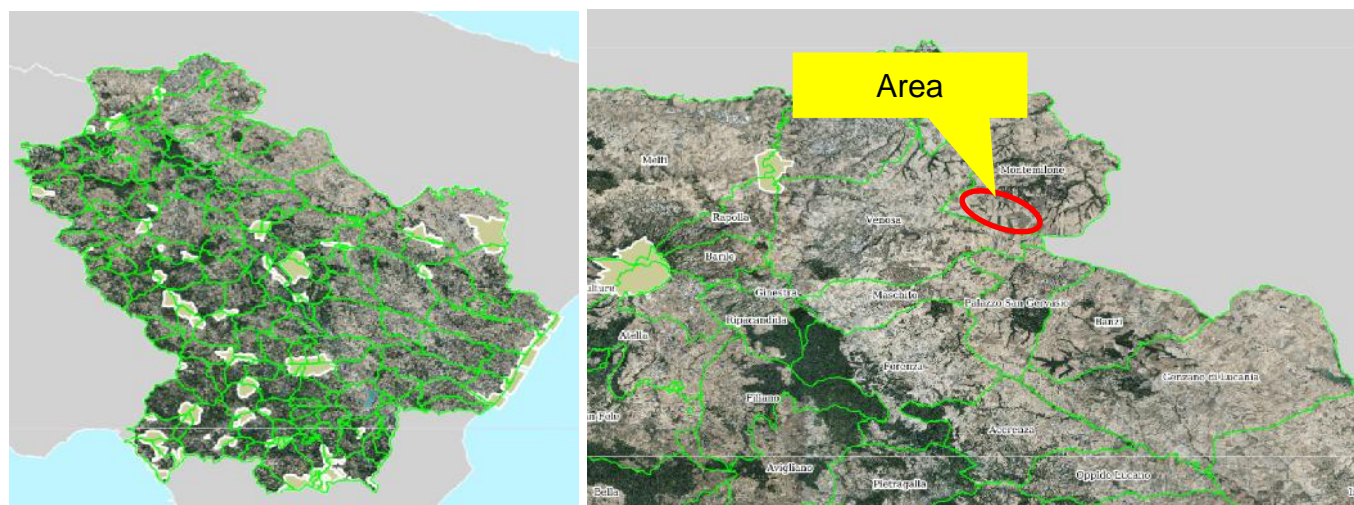 Area
Montemilone
Melfi
Rapolla
Venosa
Barile
Ginestra
Maschito
Palazzo San Gervasio
Banzi
Ripacandida
Atella
Forenza
Genzano di Lucania
Filiano
Acerenza
Avigliano
Pietragalla
Oppido Lucano
Bella